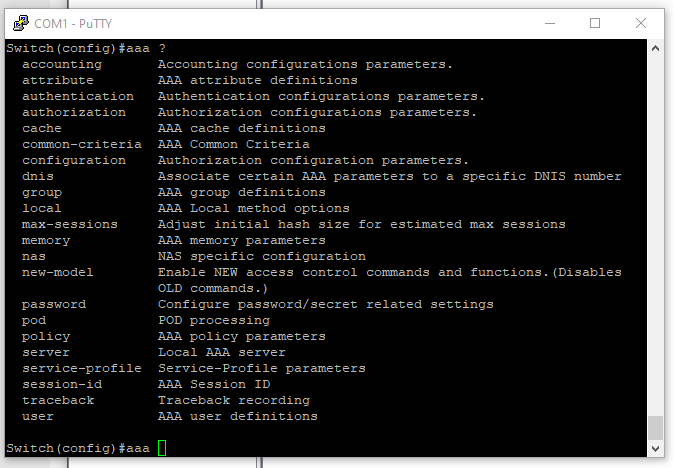 COM1 - PuTTY
Switch(config)#aaa ?
accounting Accounting configurations parameters.
attribute AAA attribute definitions
authentication Authentication configurations parameters.
authorization Authorization configurations parameters.
cache AAA cache definitions
common-criteria AAA Common Criteria
configuration Authorization configuration parameters.
dnis Associate certain AAA parameters to a specific DNIS number
group AAA group definitions
local AAA Local method options
max-sessions Adjust initial hash size for estimated max sessions
memory AAA memory parameters
nas NAS specific configuration
new-model Enable NEW access control commands and functions.(Disables
OLD commands.)
password Configure password/secret related settings
pod POD processing
policy AAA policy parameters
server Local AAA server
service-profile Service-Profile parameters
session-id AAA Session ID
traceback Traceback recording
user AAA user definitions
Switch(config)#aaa